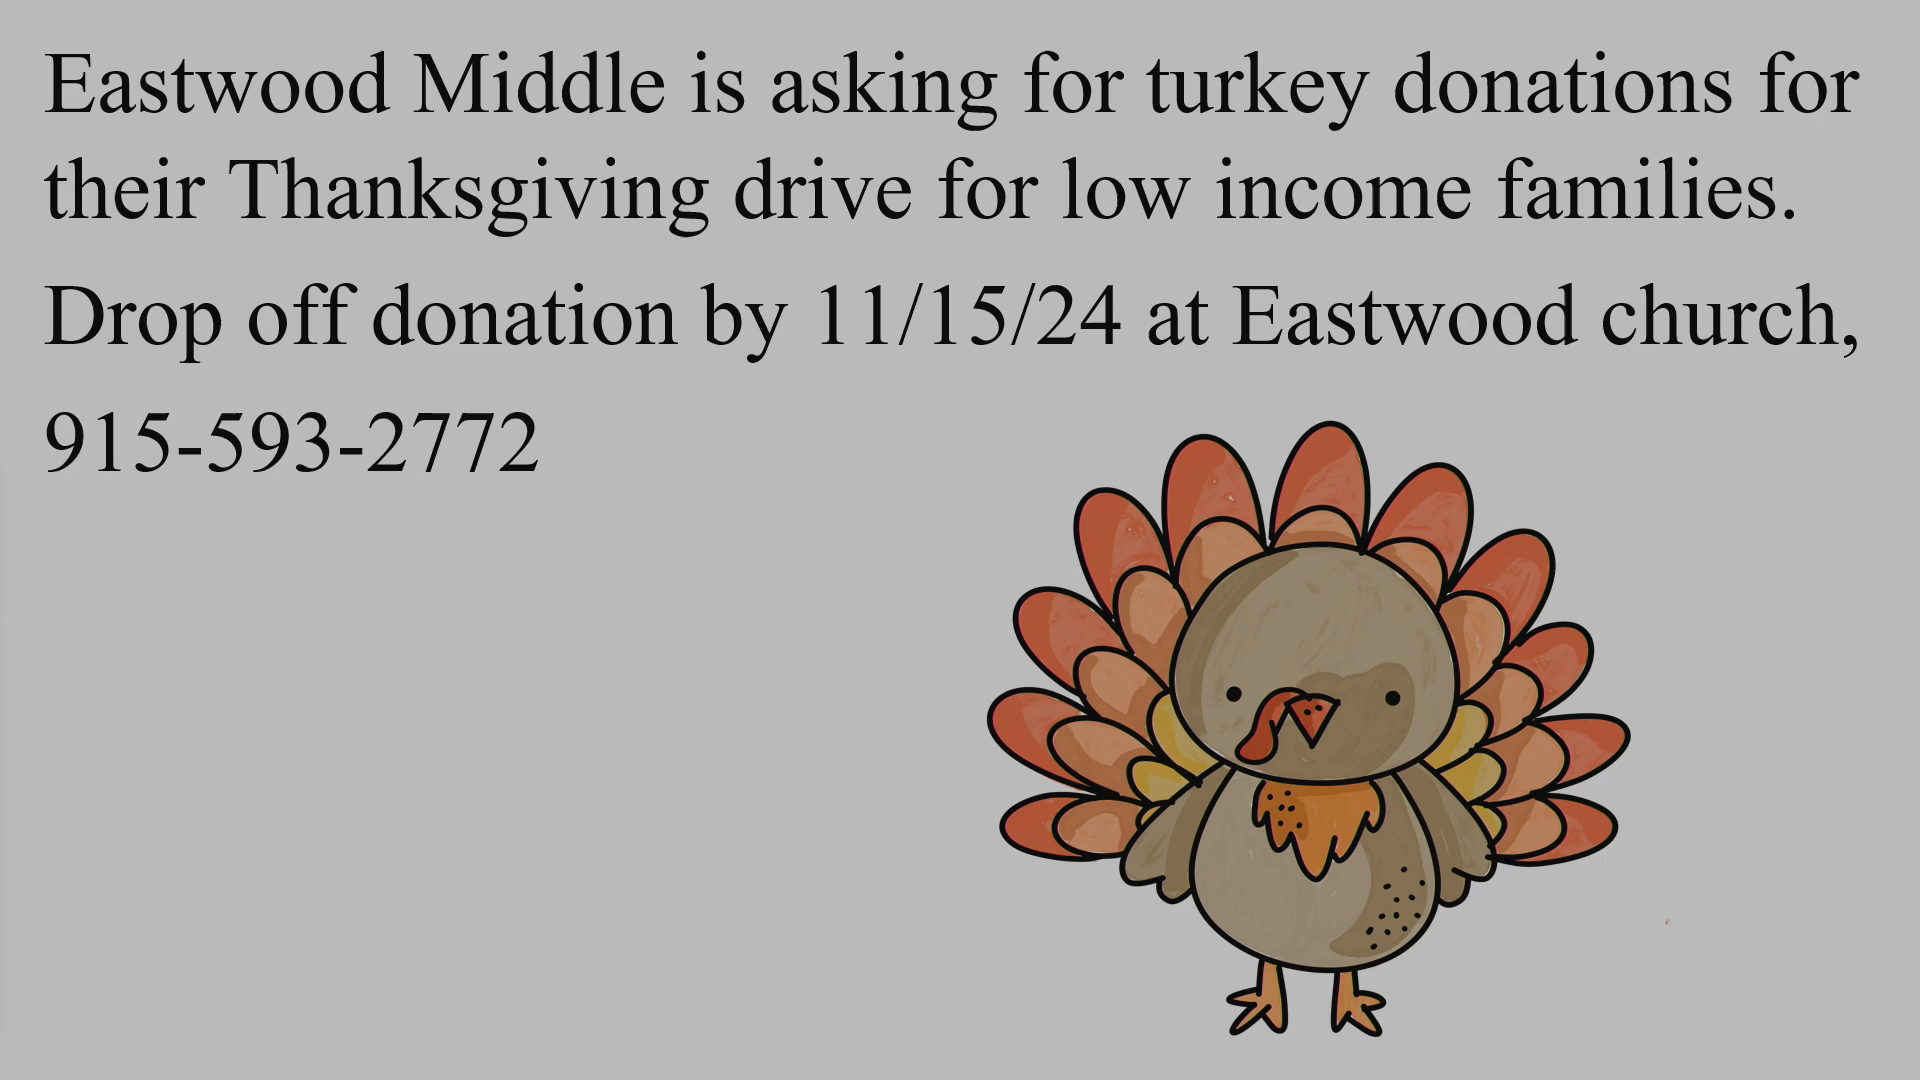 Eastwood Middle is asking for turkey donations for
their Thanksgiving drive for low income families.
Drop off donation by 11/15/24 at Eastwood church,
915-593-2772